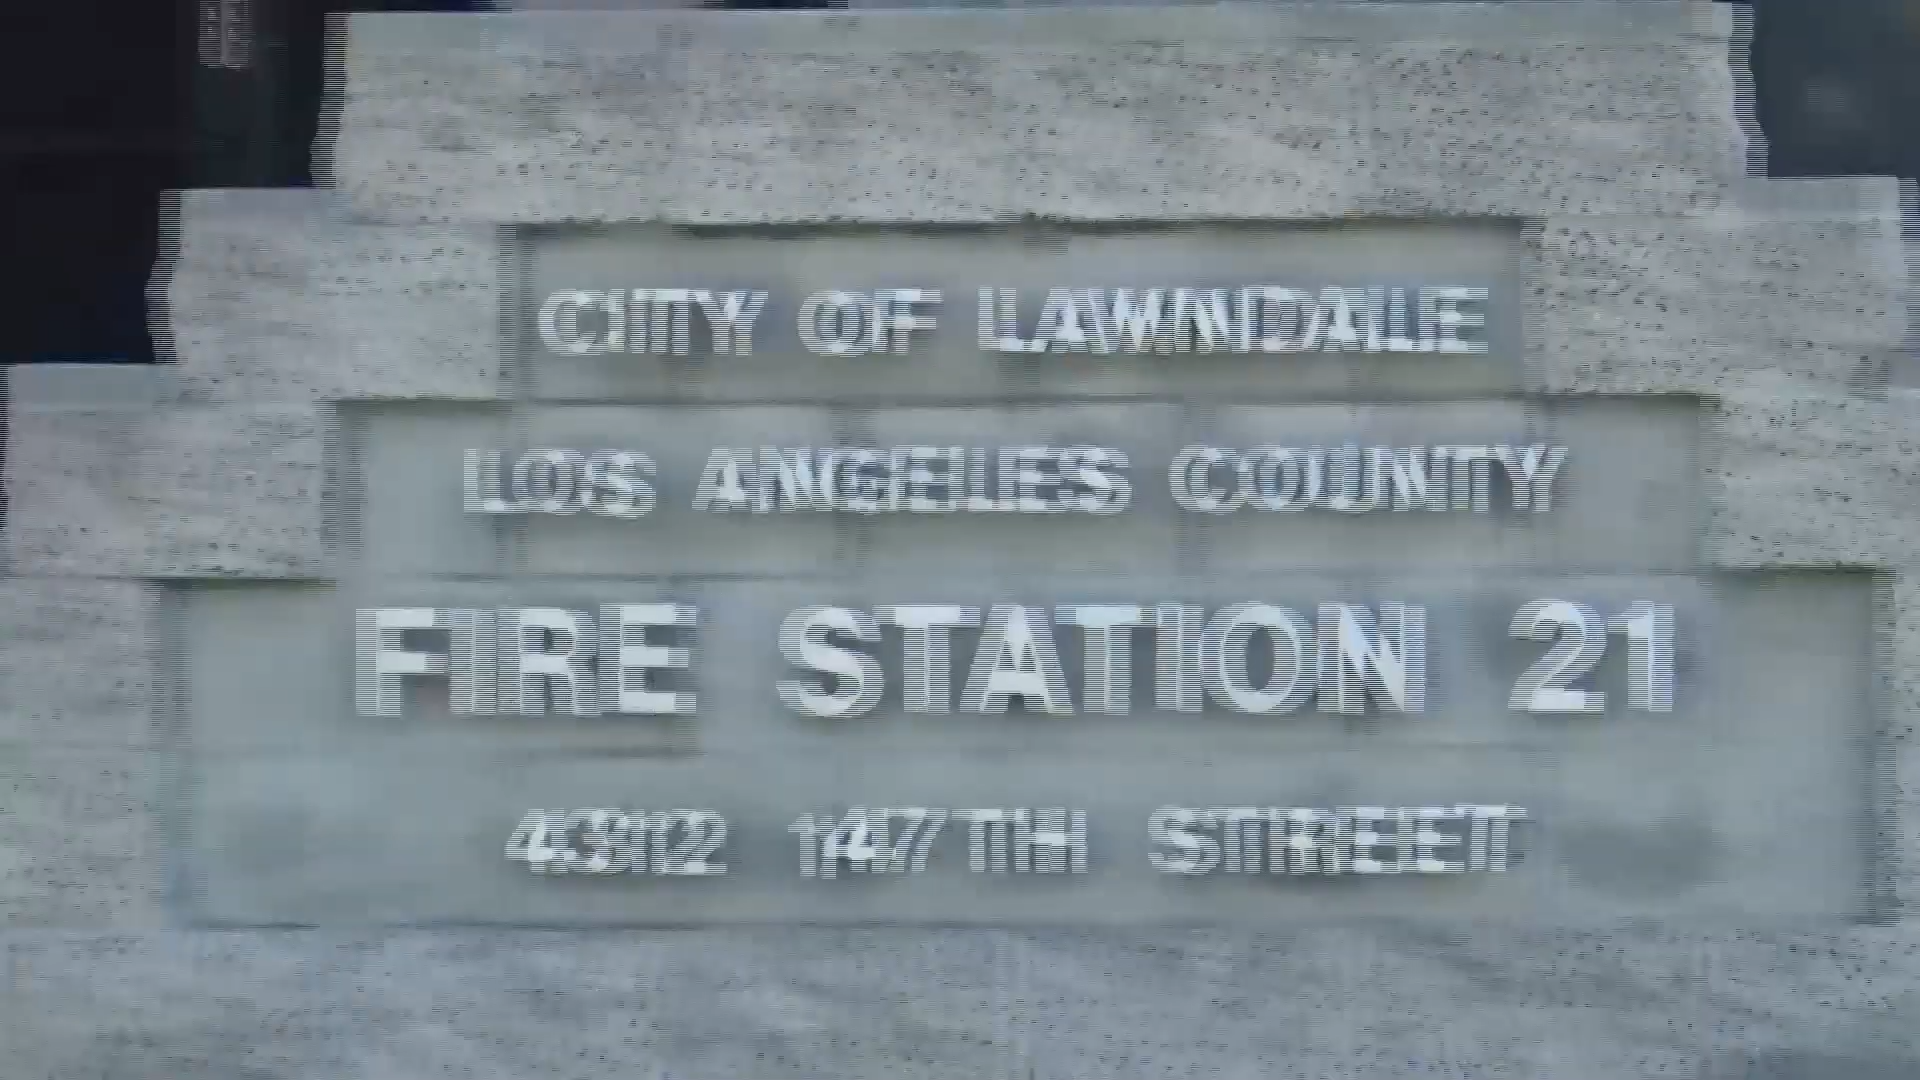 CITY OF LAWNDALE
LOS ANGELES COUNTY
FIRE STATION 21
4312 147TH STREET